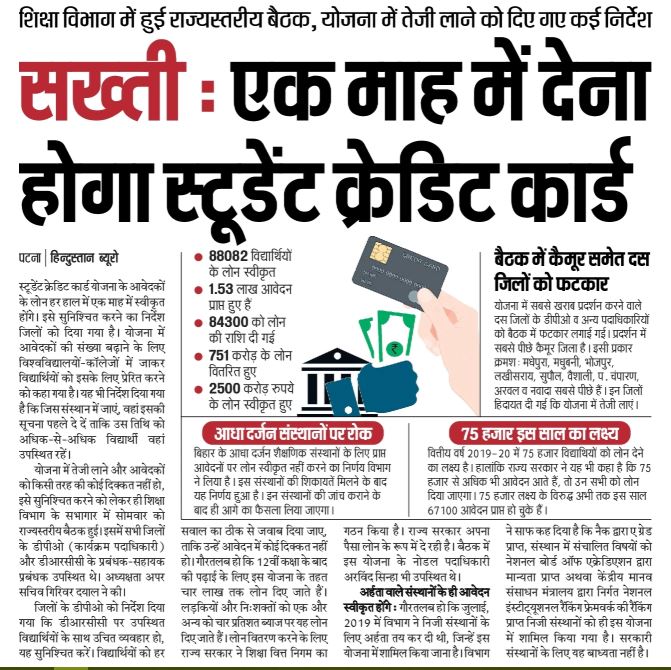 शिक्षा विभाग में हुई राज्यस्तरीय बैठक, योजना में तेजी लाने को दिए गए कई निर्देश
सख्ती : एक माह में देना
होगा स्टूडेंट क्रेडिट कार्ड
पटना | हिन्दुस्तान ब्यूरो
स्टूडेंट क्रेडिट कार्ड योजना के आवेदकों
के लोन हर हाल में एक माह में स्वीकृत
होंगे। इसे सुनिश्चित करने का निर्देश
जिलों को दिया गया है। योजना में
आवेदकों की संख्या बढ़ाने के लिए
विश्वविद्यालयों-कॉलेजों में जाकर
विद्यार्थियों को इसके लिए प्रेरित करने
को कहा गया है। यह भी निर्देश दिया गया
है कि जिस संस्थान में जाएं, वहां इसकी
सूचना पहले दे दें ताकि उस तिथि को
अधिक-से-अधिक विद्यार्थी वहां
उपस्थित रहें।
योजना में तेजी लाने और आवेदकों
को किसी तरह की कोई दिक्कत नहीं हो,
इसे सुनिश्चित करने को लेकर ही शिक्षा
विभाग के सभागार में सोमवार को
राज्यस्तरीय बैठक हुई। इसमें सभी जिलों
के डीपीओ (कार्यक्रम पदाधिकारी)
और डीआरसीसी के प्रबंधक-सहायक
प्रबंधक उपस्थित थे। अध्यक्षता अपर
सचिव गिरिवर दयाल ने की।
जिलों के डीपीओ को निर्देश दिया
गया कि डीआरसीसी पर उपस्थित
विद्यार्थियों के साथ उचित व्यवहार हो,
यह सुनिश्चित करें। विद्यार्थियों को हर
88082 विद्यार्थियों
के लोन स्वीकृत
1.53 लाख आवेदन
प्राप्त हुए हैं
84300 को लोन
की राशि दी गई
751 करोड़ के लोन
वितरित हुए
2500 करोड़ रुपये
के लोन स्वीकृत हुए
CREDIT CARD
₹
बैठक में कैमूर समेत दस
जिलों को फटकार
योजना में सबसे खराब प्रदर्शन करने वाले
दस जिलों के डीपीओ व अन्य पदाधिकारियों
को बैठक में फटकार लगाई गई। प्रदर्शन में
सबसे पीछे कैमूर जिला है। इसी प्रकार
क्रमश: मधेपुरा, मधुबनी, भोजपुर,
लखीसराय, सुपौल, वैशाली, प. चंपारण,
अरवल व नवादा सबसे पीछे हैं। इन जिलों
हिदायत दी गई कि योजना में तेजी लाएं।
आधा दर्जन संस्थानों पर रोक
बिहार के आधा दर्जन शैक्षणिक संस्थानों के लिए प्राप्त
आवेदनों पर लोन स्वीकृत नहीं करने का निर्णय विभाग
ने लिया है। इस संस्थानों की शिकायतें मिलने के बाद
यह निर्णय हुआ है। इन संस्थानों की जांच कराने के
बाद ही आगे का फैसला लिया जाएगा।
75 हजार इस साल का लक्ष्य
वित्तीय वर्ष 2019-20 में 75 हजार विद्याथियों को लोन देने
का लक्ष्य है। हालांकि राज्य सरकार ने यह भी कहा है कि 75
हजार से अधिक भी आवेदन आते हैं, तो उन सभी को लोन
दिया जाएगा। 75 हजार लक्ष्य के विरुद्ध अभी तक इस साल
67100 आवेदन प्राप्त हो चुके हैं।
सवाल का ठीक से जवाब दिया जाए,
ताकि उन्हें आवेदन में कोई दिक्कत नहीं
हो। गौरतलब हो कि 12वीं कक्षा के बाद
की पढ़ाई के लिए इस योजना के तहत
चार लाख तक लोन दिए जाते हैं।
लड़कियों और नि:शक्तों को एक और
अन्य को चार प्रतिशत ब्याज पर यह लोन
दिए जाते हैं। लोन वितरण करने के लिए
राज्य सरकार ने शिक्षा वित्त निगम का
गठन किया है। राज्य सरकार अपना
पैसा लोन के रूप में दे रही है। बैठक में
इस योजना के नोडल पदाधिकारी
अरविंद सिन्हा भी उपस्थित थे।
अर्हता वाले संस्थानों के ही आवेदन
स्वीकृत होंगे : गौरतलब हो कि जुलाई,
2019 में विभाग ने निजी संस्थानों के
लिए अर्हता तय कर दी थी, जिन्हें इस
योजना में शामिल किया जाना है। विभाग
ने साफ कह दिया है कि नैक द्वारा ए ग्रेड
प्राप्त, संस्थान में संचालित विषयों को
नेशनल बोर्ड ऑफ एक्रेडिएशन द्वारा
मान्यता प्राप्त अथवा केंद्रीय मानव
संसाधन मंत्रालय द्वारा निर्गत नेशनल
इंस्टीट्यूशनल रैंकिंग फ्रेमवर्क की रैंकिंग
प्राप्त निजी संस्थानों को ही इस योजना
में शामिल किया गया है। सरकारी
संस्थानों के लिए यह बाध्यता नहीं है।